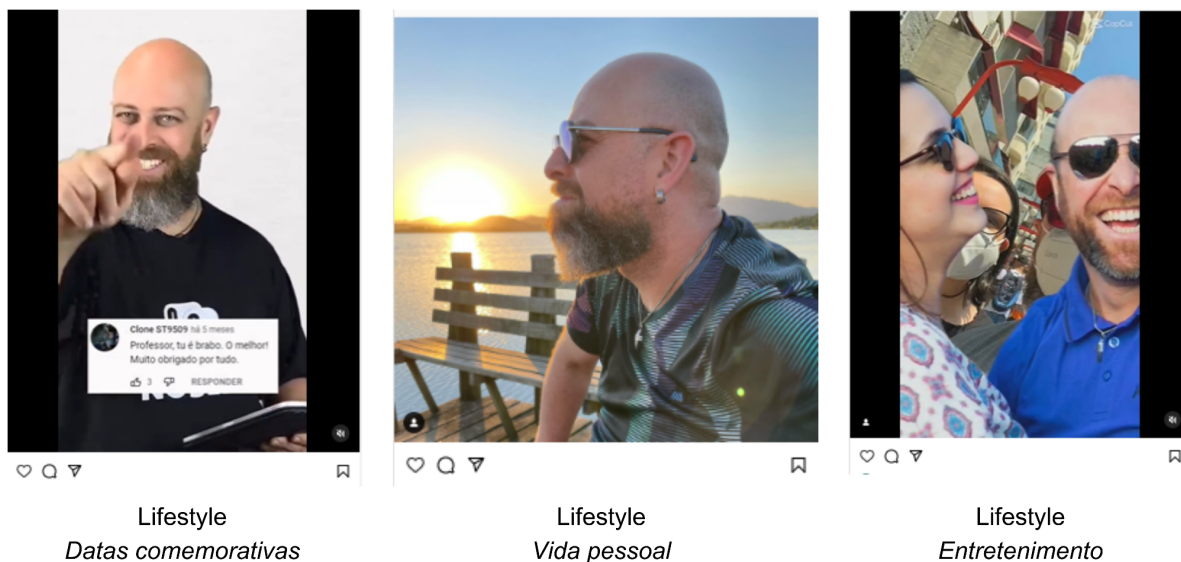 CapCut
Clone ST9509 há 5 meses
Professor, tu é brabo. O melhor!
Muito obrigado por tudo.
3 RESPONDER
Lifestyle
Datas comemorativas
Lifestyle
Vida pessoal
Lifestyle
Entretenimento